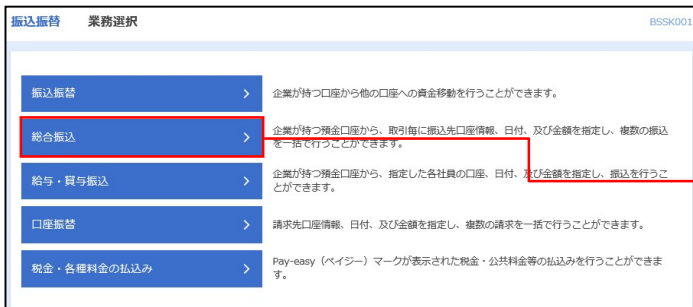 振込振替 業務選択 BSSK001
振込振替 企業が持つ口座から他の口座への資金移動を行うことができます。
総合振込 企業が持つ預金口座から、取引毎に振込先口座情報、日付、及び金額を指定し、複数の振込
を一括で行うことができます。
給与・賞与振込 企業が持つ預金口座から、指定した各社員の口座、日付、及び金額を指定し、振込を行うこ
とができます。
口座振替 請求先口座情報、日付、及び金額を指定し、複数の請求を一括で行うことができます。
税金・各種料金の払込み Pay-easy（ペイジー）マークが表示された税金・公共料金等の払込みを行うことができま
す。